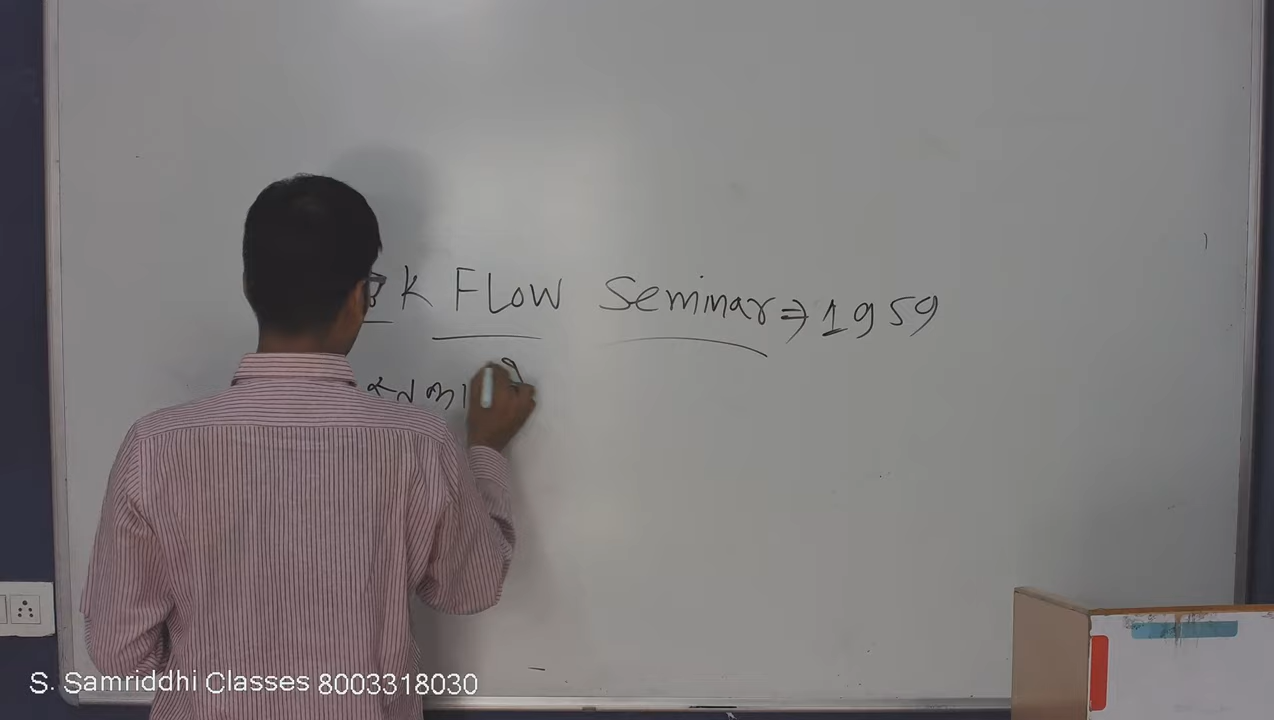 k Flow Seminar ⇒ 1959
S. Samriddhi Classes 8003318030